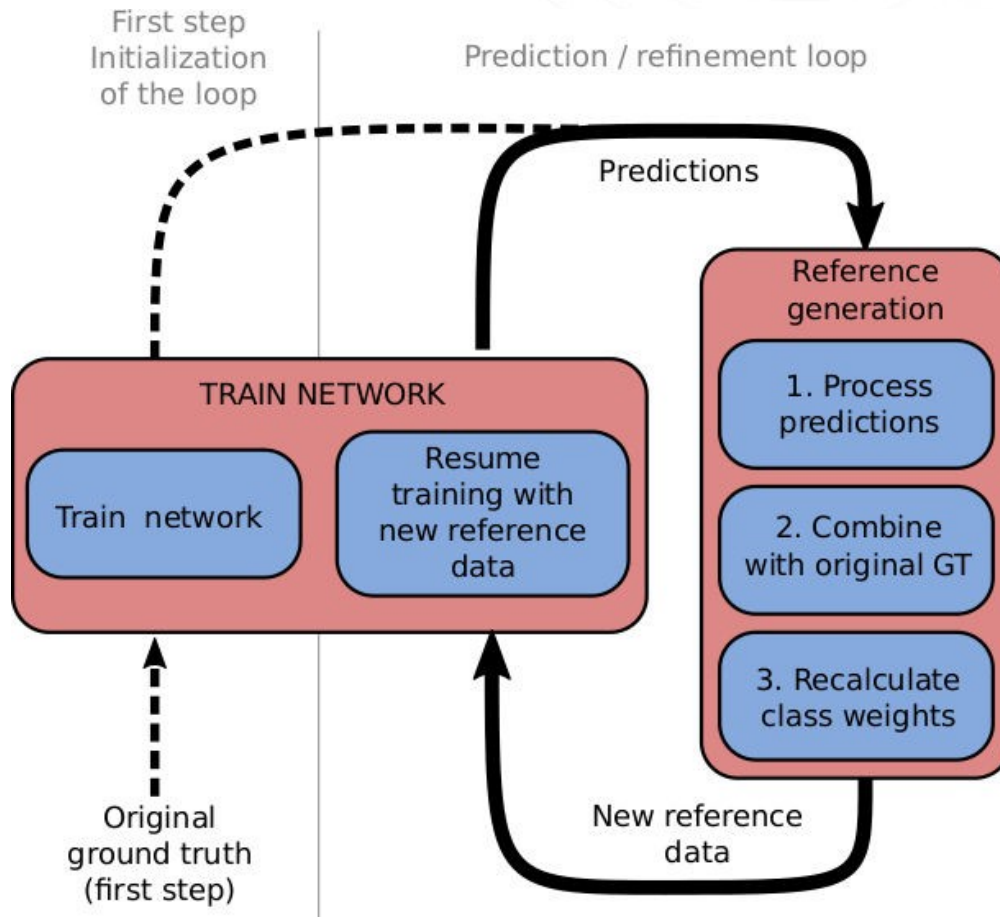 First step
Initialization
of the loop
Prediction / refinement loop
Predictions
Reference
generation
1. Process
predictions
2. Combine
with original GT
3. Recalculate
class weights
TRAIN NETWORK
Train network
Resume
training with
new reference
data
Original
ground truth
(first step)
New reference
data